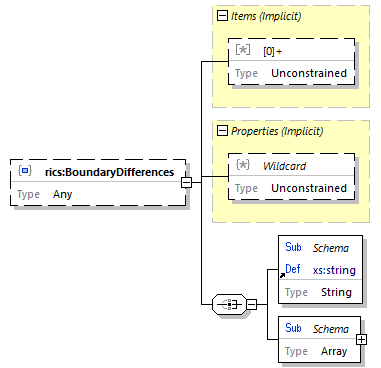 Items (Implicit)
[0]+
Type Unconstrained
Properties (Implicit)
Wildcard
Type Unconstrained
rics:BoundaryDifferences
Type Any
Sub Schema
Def xs:string
Type String
Sub Schema
Type Array